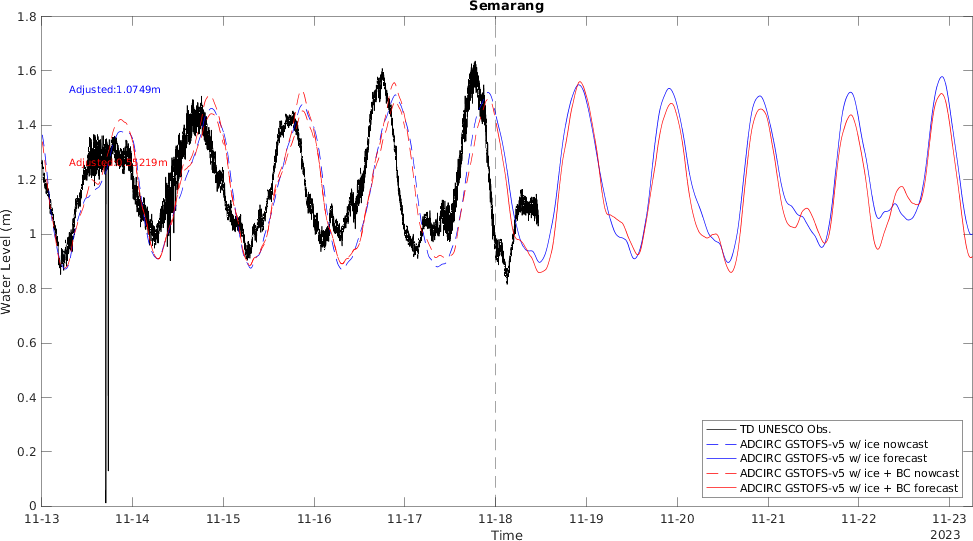 Semarang
1.8
1.6
1.4
1.2
1
0.8
0.6
0.4
0.2
0
Water Level (m)
Adjusted:1.0749m
11-13
11-14
11-15
11-16
11-17
11-18
11-19
11-20
11-21
11-22
11-23
2023
Time
TD UNESCO Obs.
ADCIRC GSTOFS-v5 w/ ice nowcast
ADCIRC GSTOFS-v5 w/ ice forecast
ADCIRC GSTOFS-v5 w/ ice + BC nowcast
ADCIRC GSTOFS-v5 w/ ice + BC forecast